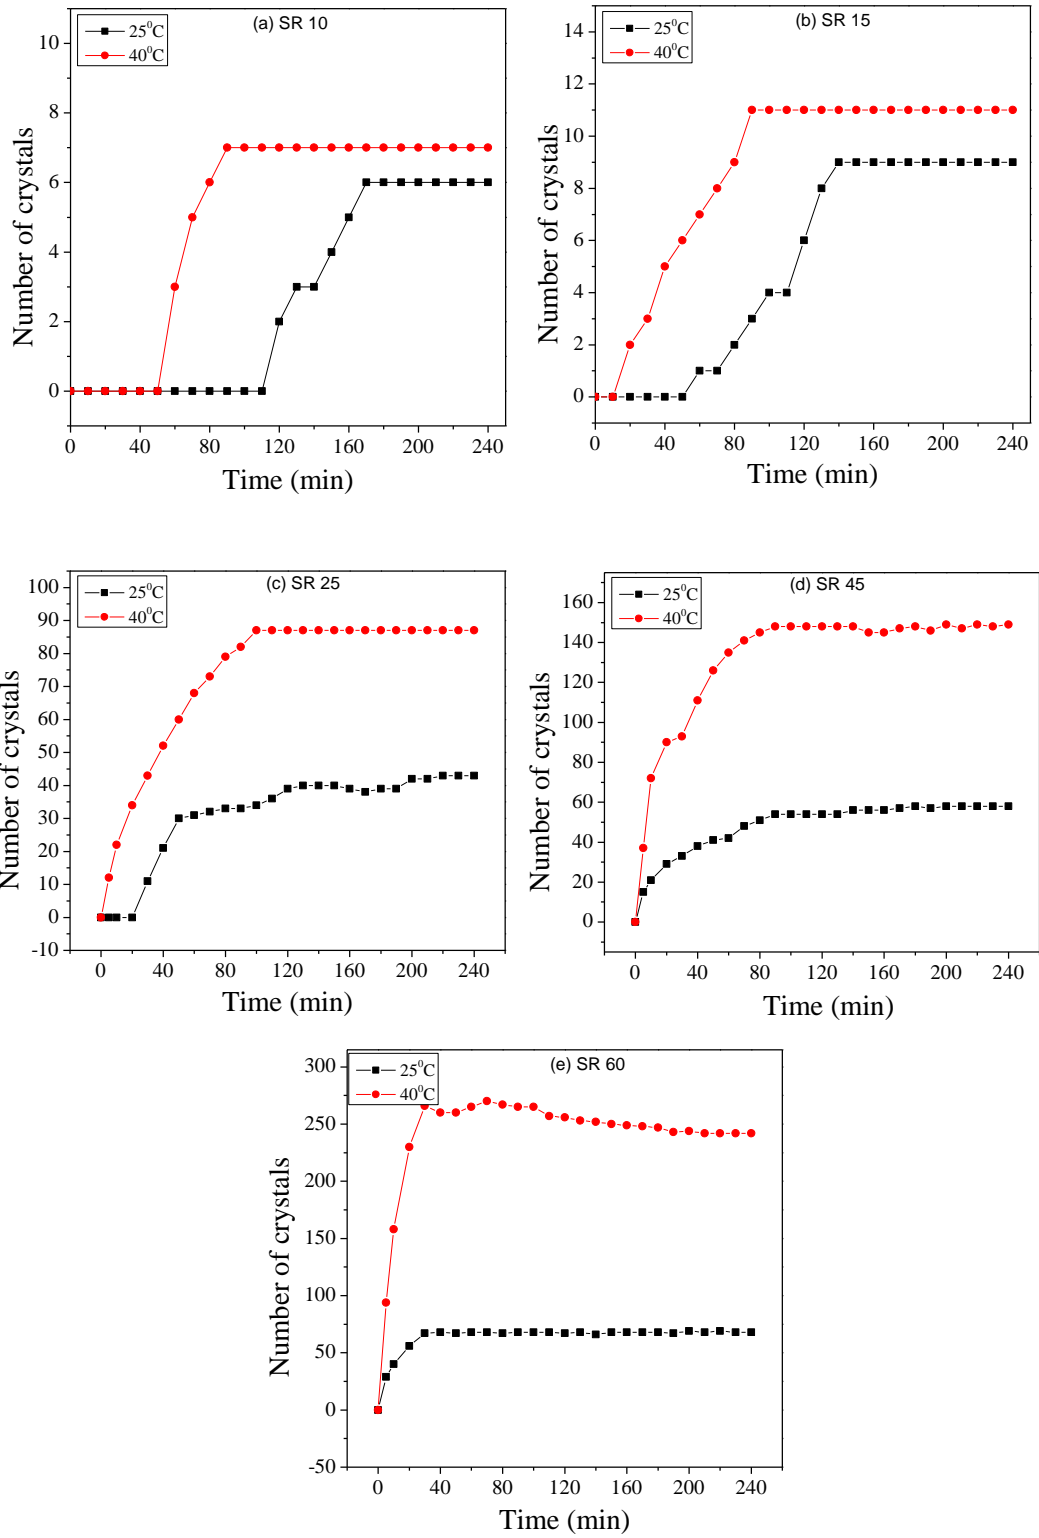 (a) SR 10
25⁰C
40⁰C
10
8
6
4
2
0
Number of crystals
0 40 80 120 160 200 240
Time (min)
(b) SR 15
25⁰C
40⁰C
14
12
10
8
6
4
2
0
Number of crystals
0 40 80 120 160 200 240
Time (min)
(c) SR 25
25⁰C
40⁰C
100
90
80
70
60
50
40
30
20
10
0
-10
Number of crystals
0 40 80 120 160 200 240
Time (min)
(d) SR 45
25⁰C
40⁰C
160
140
120
100
80
60
40
20
0
Number of crystals
0 40 80 120 160 200 240
Time (min)
(e) SR 60
25⁰C
40⁰C
300
250
200
150
100
50
0
-50
Number of crystals
0 40 80 120 160 200 240
Time (min)